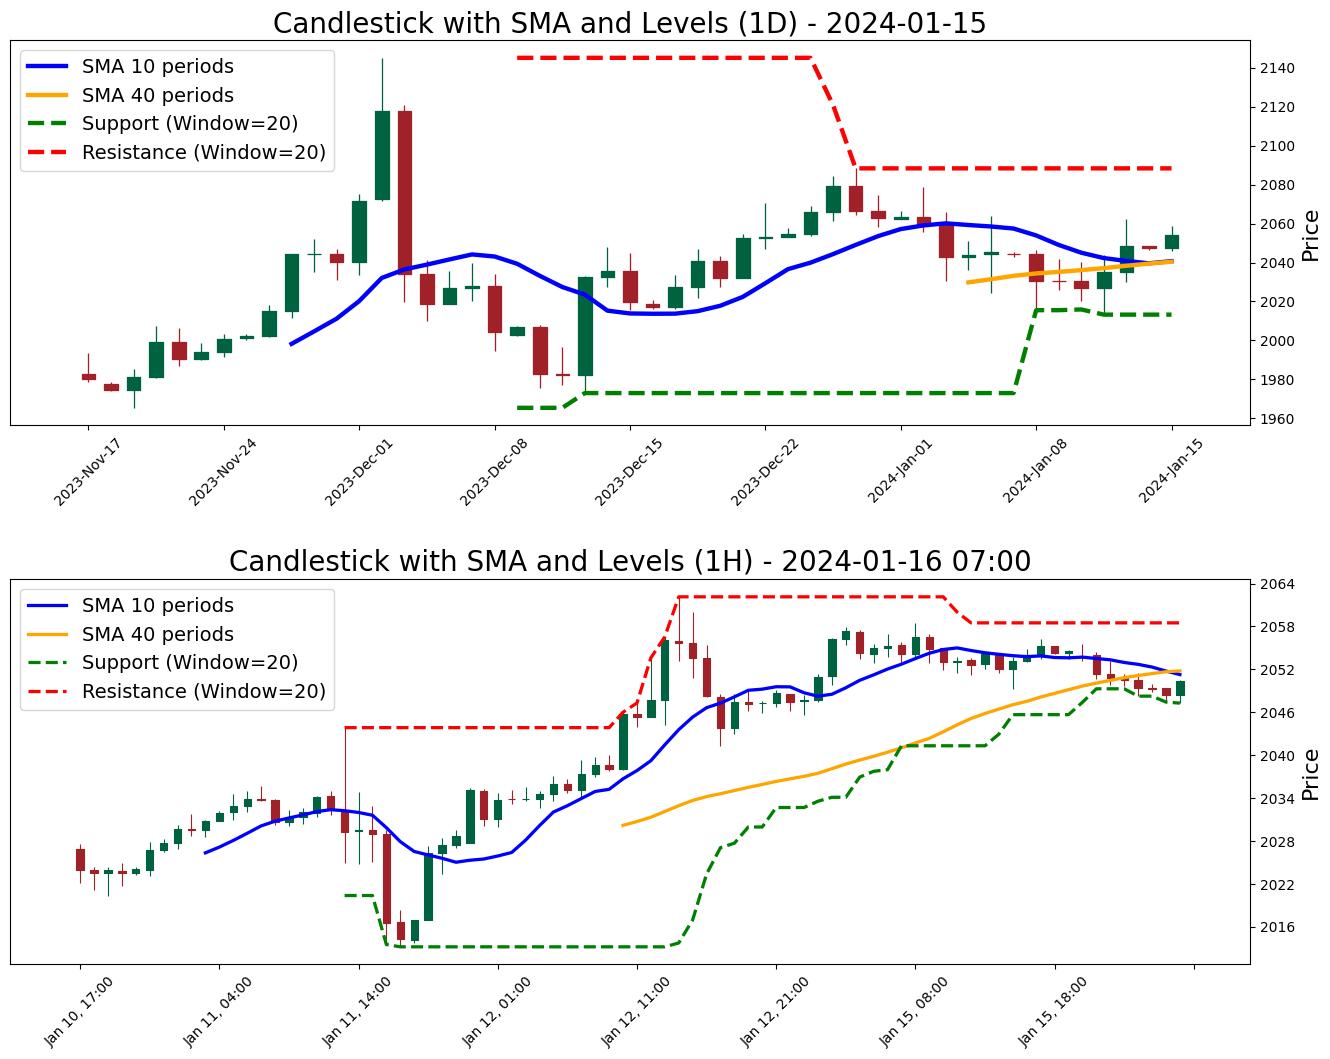 Candlestick with SMA and Levels (1D) - 2024-01-15
SMA 10 periods
SMA 40 periods
Support (Window=20)
Resistance (Window=20)
2140
2120
2100
2080
2060
2040
2020
2000
1980
1960
Price
2023-Nov-17
2023-Nov-24
2023-Dec-01
2023-Dec-08
2023-Dec-15
2023-Dec-22
2024-Jan-01
2024-Jan-08
2024-Jan-15
Candlestick with SMA and Levels (1H) - 2024-01-16 07:00
SMA 10 periods
SMA 40 periods
Support (Window=20)
Resistance (Window=20)
2064
2058
2052
2046
2040
2034
2028
2022
2016
Price
Jan 10, 17:00
Jan 11, 04:00
Jan 11, 14:00
Jan 12, 01:00
Jan 12, 11:00
Jan 12, 21:00
Jan 15, 08:00
Jan 15, 18:00